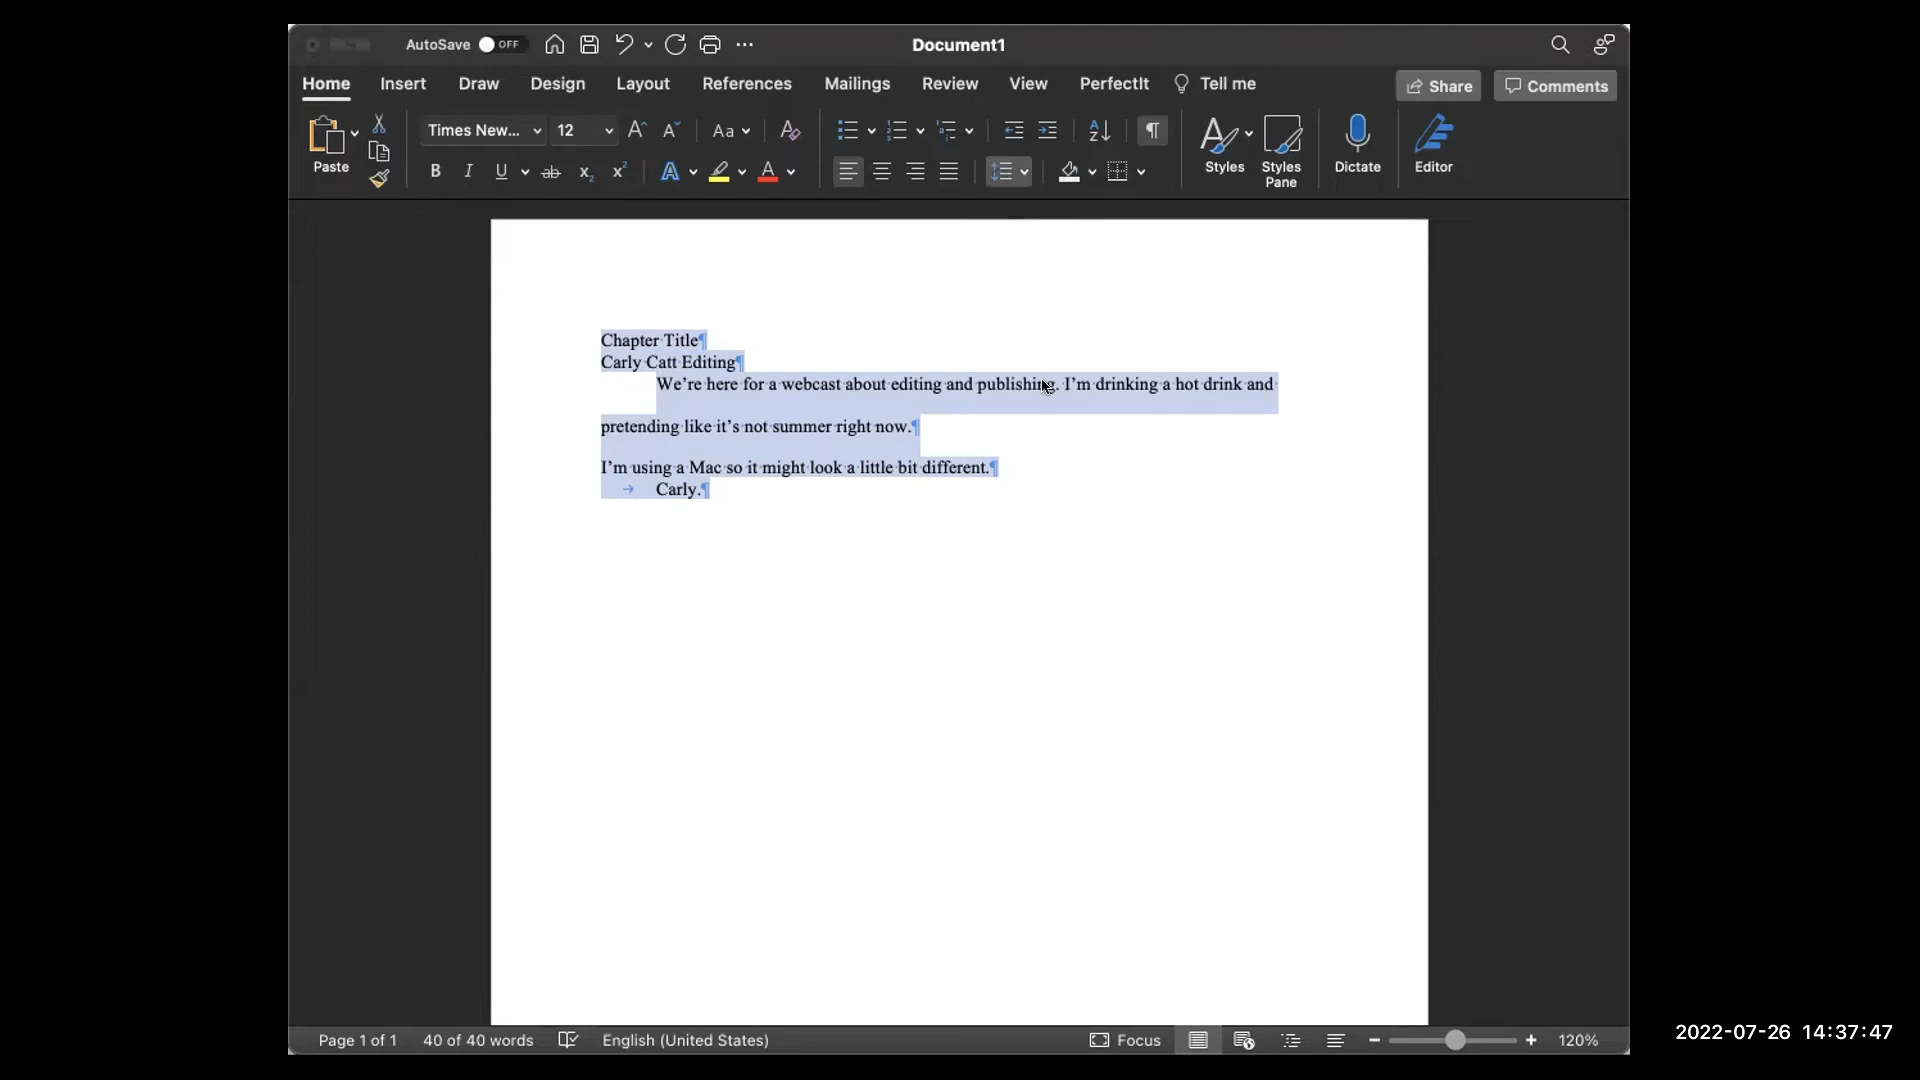 AutoSave OFF Document1
Home Insert Draw Design Layout References Mailings Review View PerfectIt Tell me Share Comments
Times New... 12 Aa
Paste Styles Styles Pane Dictate Editor
Chapter Title¶
Carly Catt Editing¶
We're here for a webcast about editing and publishing. I'm drinking a hot drink and
pretending like it's not summer right now.¶
I'm using a Mac so it might look a little bit different.¶
→ Carly.¶
Page 1 of 1 40 of 40 words English (United States) Focus 120%
2022-07-26 14:37:47